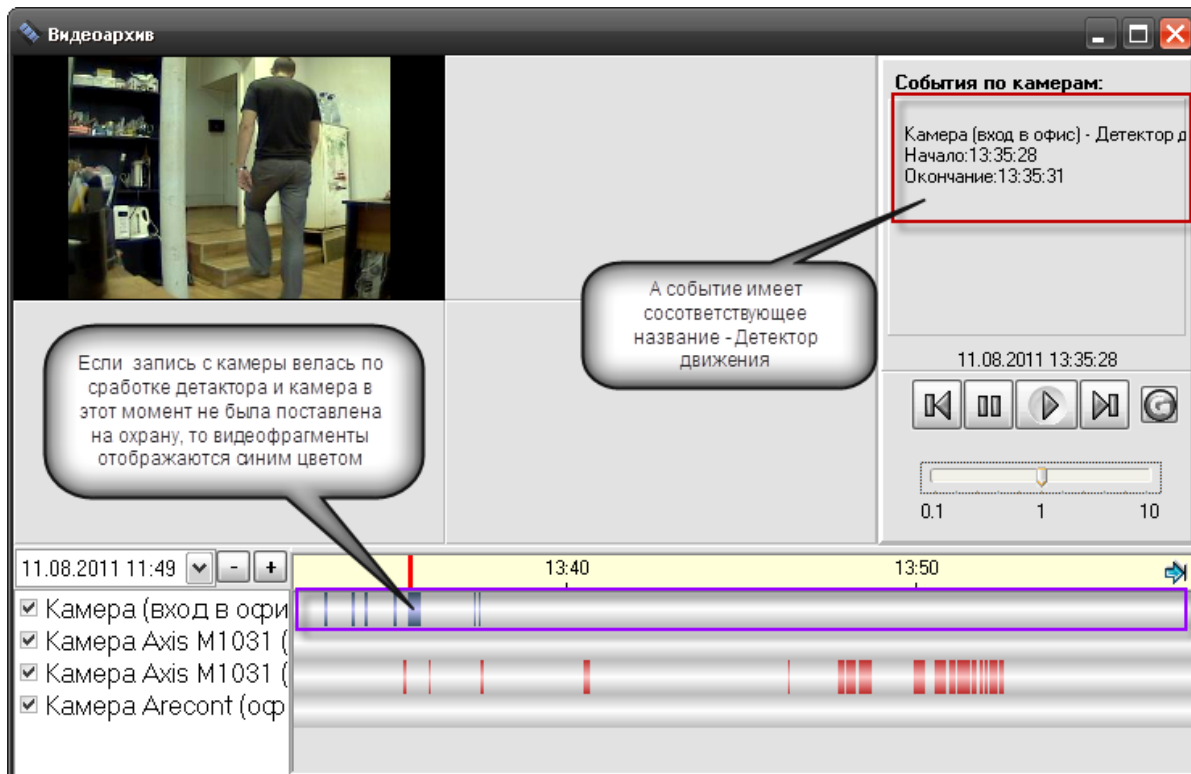 Видеоархив
События по камерам:
Камера (вход в офис) - Детектор д
Начало:13:35:28
Окончание:13:35:31
А событие имеет
сосответствующее
название - Детектор
движения
Если запись с камеры велась по
сработке детактора и камера в
этот момент не была поставлена
на охрану, то видеофрагменты
отображаются синим цветом
11.08.2011 13:35:28
0.1 1 10
11.08.2011 11:49 - +
13:40 13:50
Камера (вход в офи
Камера Axis M1031 (
Камера Axis M1031 (
Камера Arecont (оф